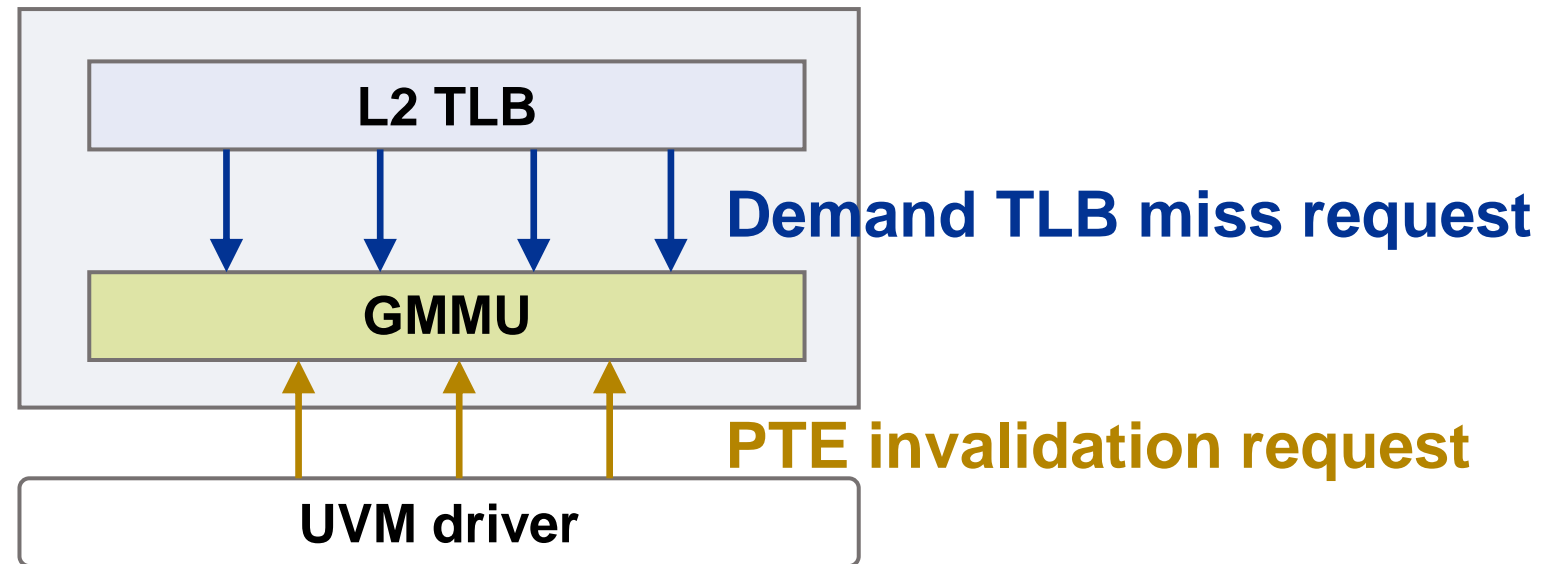 L2 TLB
Demand TLB miss request
GMMU
PTE invalidation request
UVM driver